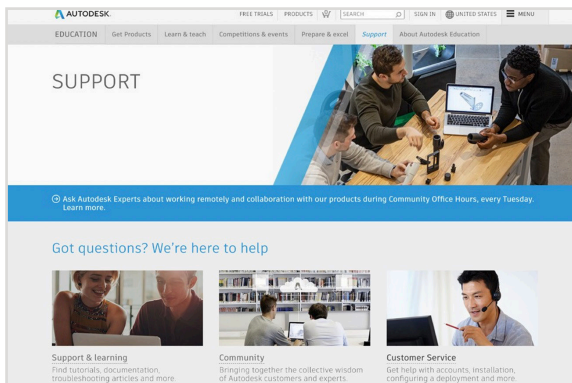 AUTODESK.
FREE TRIALS PRODUCTS SEARCH SIGN IN UNITED STATES MENU
EDUCATION Get Products Learn & teach Competitions & events Prepare & excel Support About Autodesk Education
SUPPORT
Ask Autodesk Experts about working remotely and collaboration with our products during Community Office Hours, every Tuesday.
Learn more.
Got questions? We're here to help
Support & learning
Find tutorials, documentation,
troubleshooting articles and more.
Community
Bringing together the collective wisdom
of Autodesk customers and experts.
Customer Service
Get help with accounts, installation,
configuring a deployment and more.